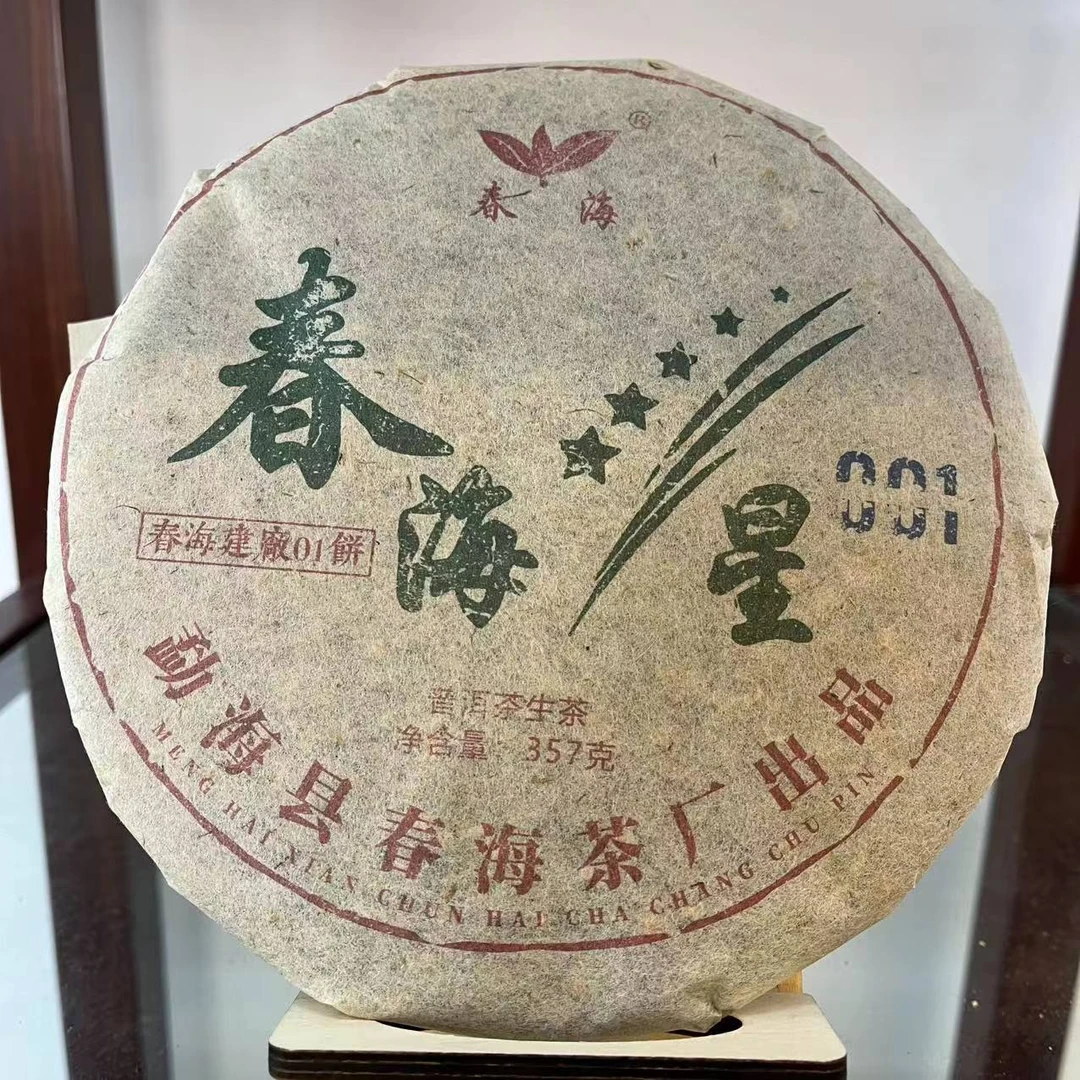 ®
春海
春海星
001
春海建廠01餅
普洱茶生茶
净含量：357克
勐海县春海茶厂出品
MENG HAI XIAN CHUN HAI CHA CHANG CHU PIN